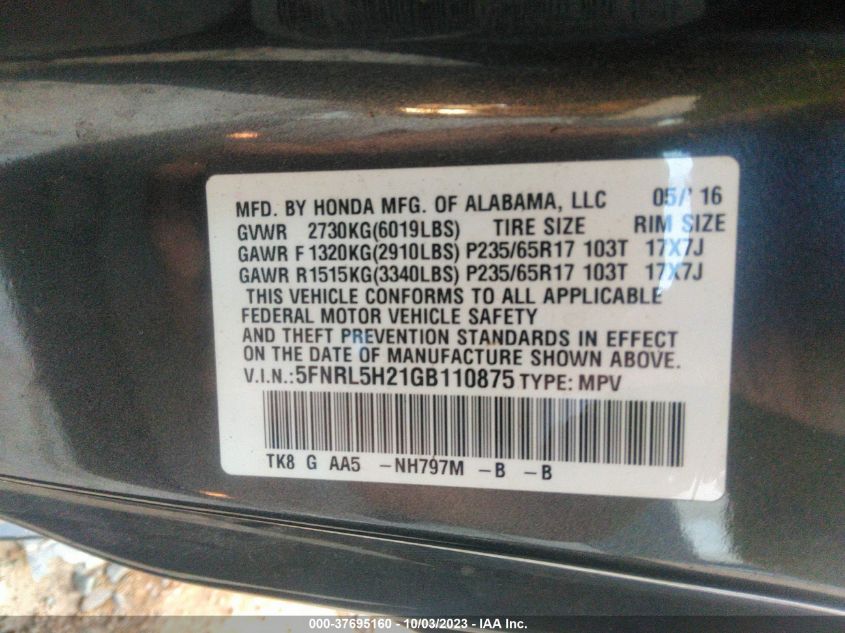 MFD. BY HONDA MFG. OF ALABAMA, LLC 05/'16
GVWR 2730KG(6019LBS) TIRE SIZE RIM SIZE
GAWR F 1320KG(2910LBS) P235/65R17 103T 17X7J
GAWR R1515KG(3340LBS) P235/65R17 103T 17X7J
THIS VEHICLE CONFORMS TO ALL APPLICABLE
FEDERAL MOTOR VEHICLE SAFETY
AND THEFT PREVENTION STANDARDS IN EFFECT
ON THE DATE OF MANUFACTURE SHOWN ABOVE.
V.I.N.:5FNRL5H21GB110875 TYPE: MPV
TK8 G AA5 -NH797M -B -B
000-37695160 - 10/03/2023 - IAA, Inc.